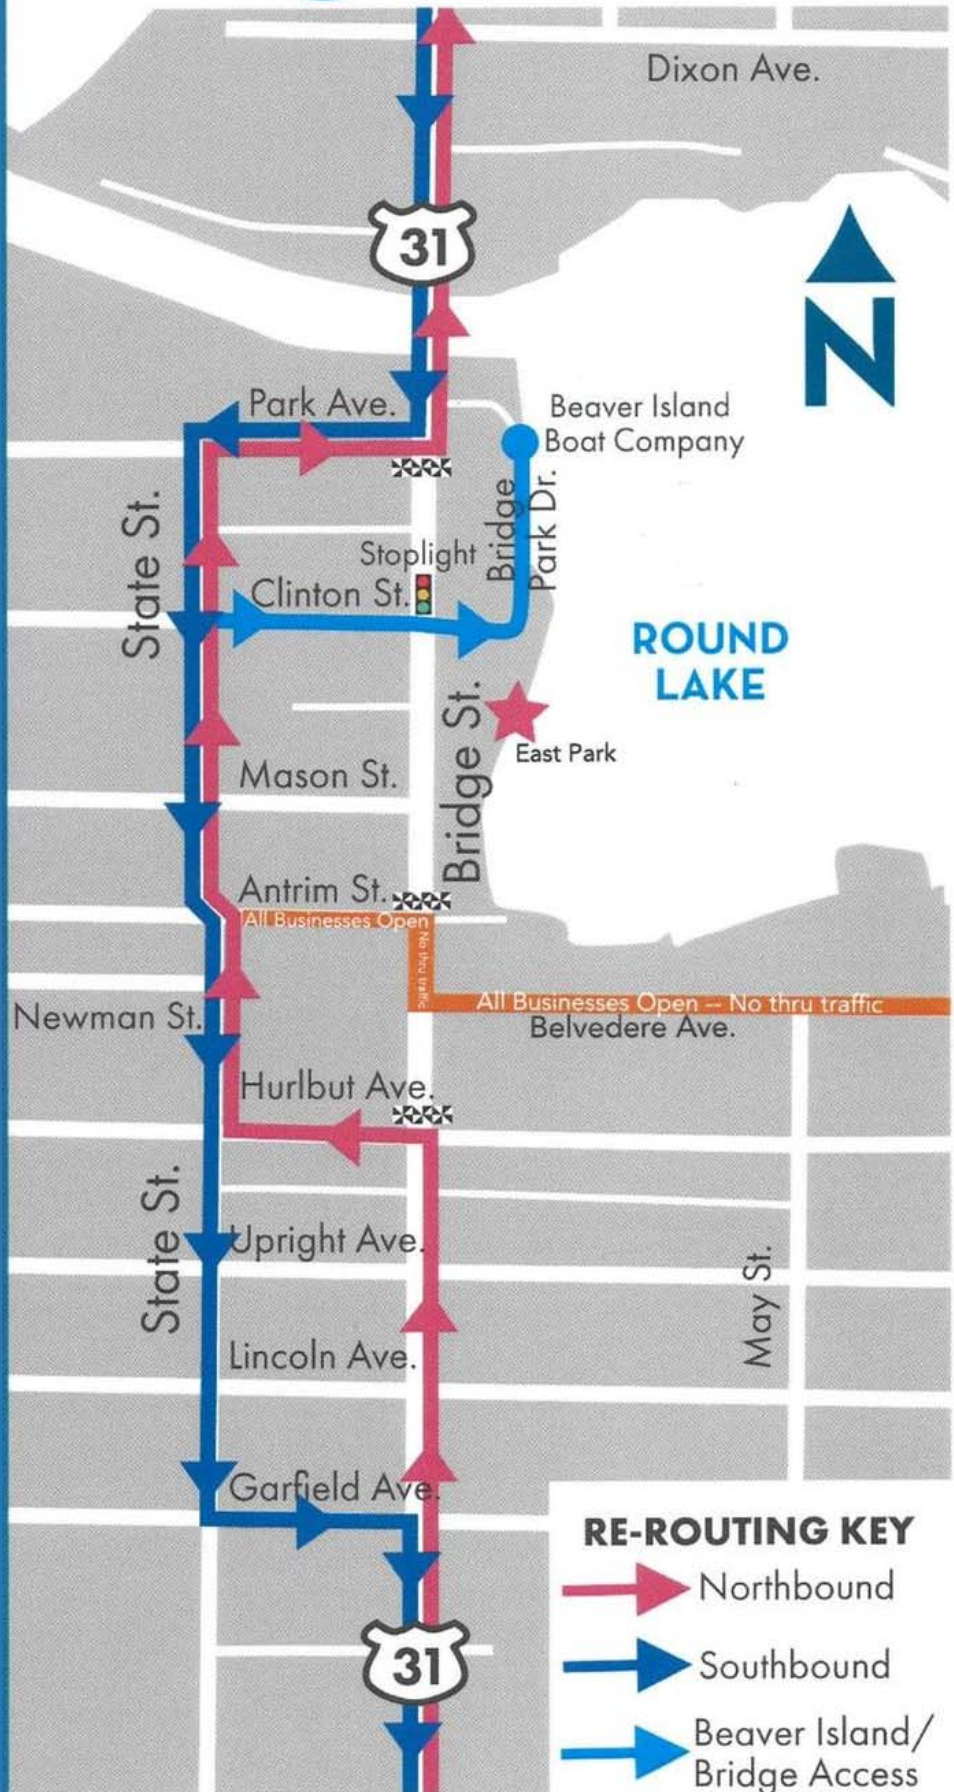 Dixon Ave.
31
N
Park Ave.
Beaver Island
Boat Company
Bridge
Park Dr.
State St.
Stoplight
Clinton St.
ROUND
LAKE
Bridge St.
East Park
Mason St.
Antrim St.
All Businesses Open
No thru traffic
All Businesses Open – No thru traffic
Belvedere Ave.
Newman St.
Hurlbut Ave.
State St.
Upright Ave.
May St.
Lincoln Ave.
Garfield Ave.
31
RE-ROUTING KEY
Northbound
Southbound
Beaver Island/
Bridge Access